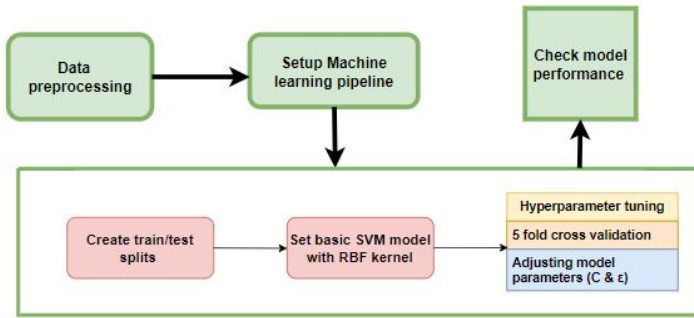 Data
preprocessing
Setup Machine
learning pipeline
Check model
performance
Create train/test
splits
Set basic SVM model
with RBF kernel
Hyperparameter tuning
5 fold cross validation
Adjusting model
parameters (C & ε)